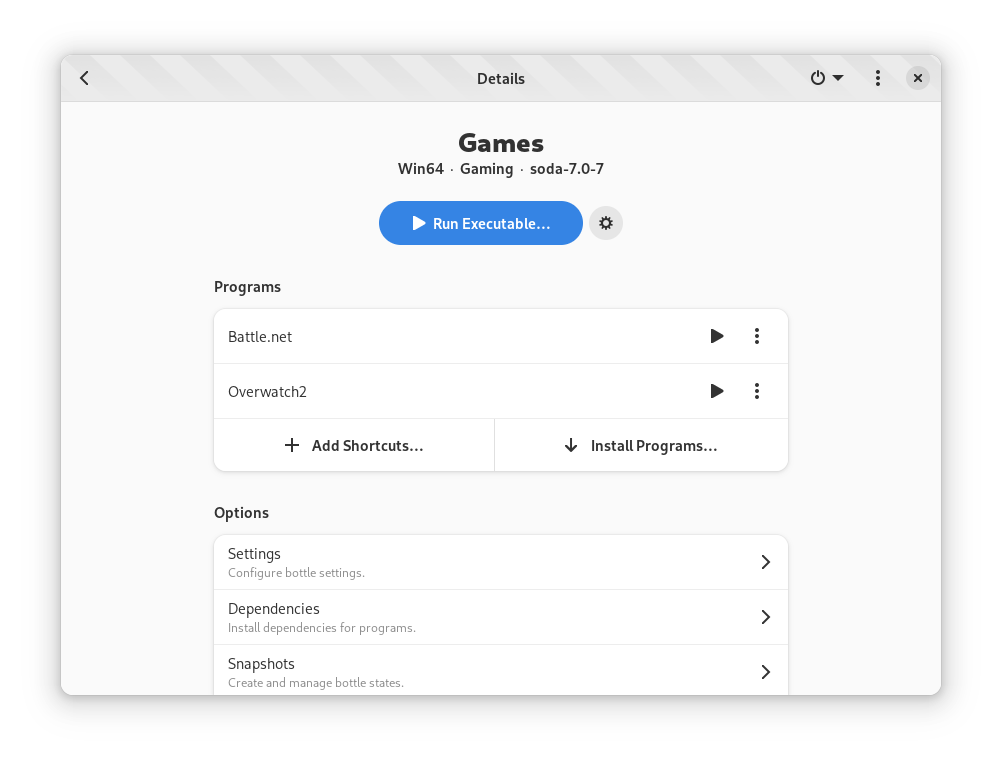 Details
Games
Win64 · Gaming · soda-7.0-7
Run Executable...
Programs
Battle.net
Overwatch2
Add Shortcuts... Install Programs...
Options
Settings
Configure bottle settings.
Dependencies
Install dependencies for programs.
Snapshots
Create and manage bottle states.